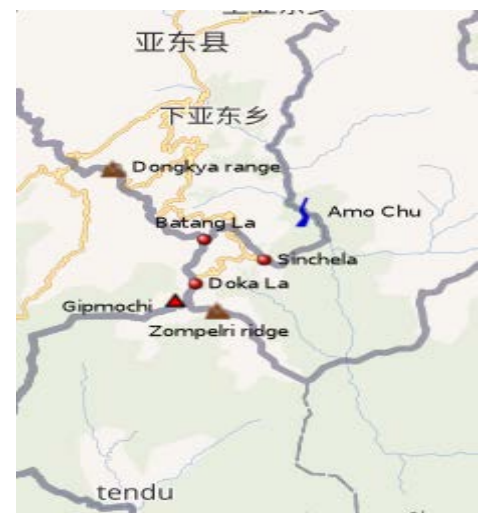 亚东县
下亚东乡
Dongkya range
Amo Chu
Batang La
Sinchela
Doka La
Gipmochi
Zompelri ridge
tendu